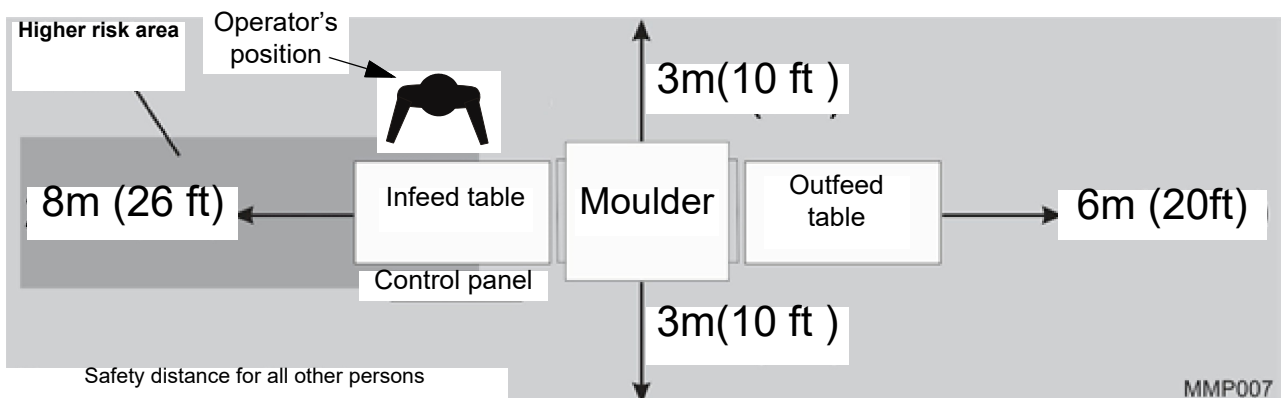 Higher risk area
Operator’s
position
3m(10 ft )
8m (26 ft)
Infeed table
Moulder
Outfeed
table
6m (20ft)
Control panel
3m(10 ft )
Safety distance for all other persons
MMP007